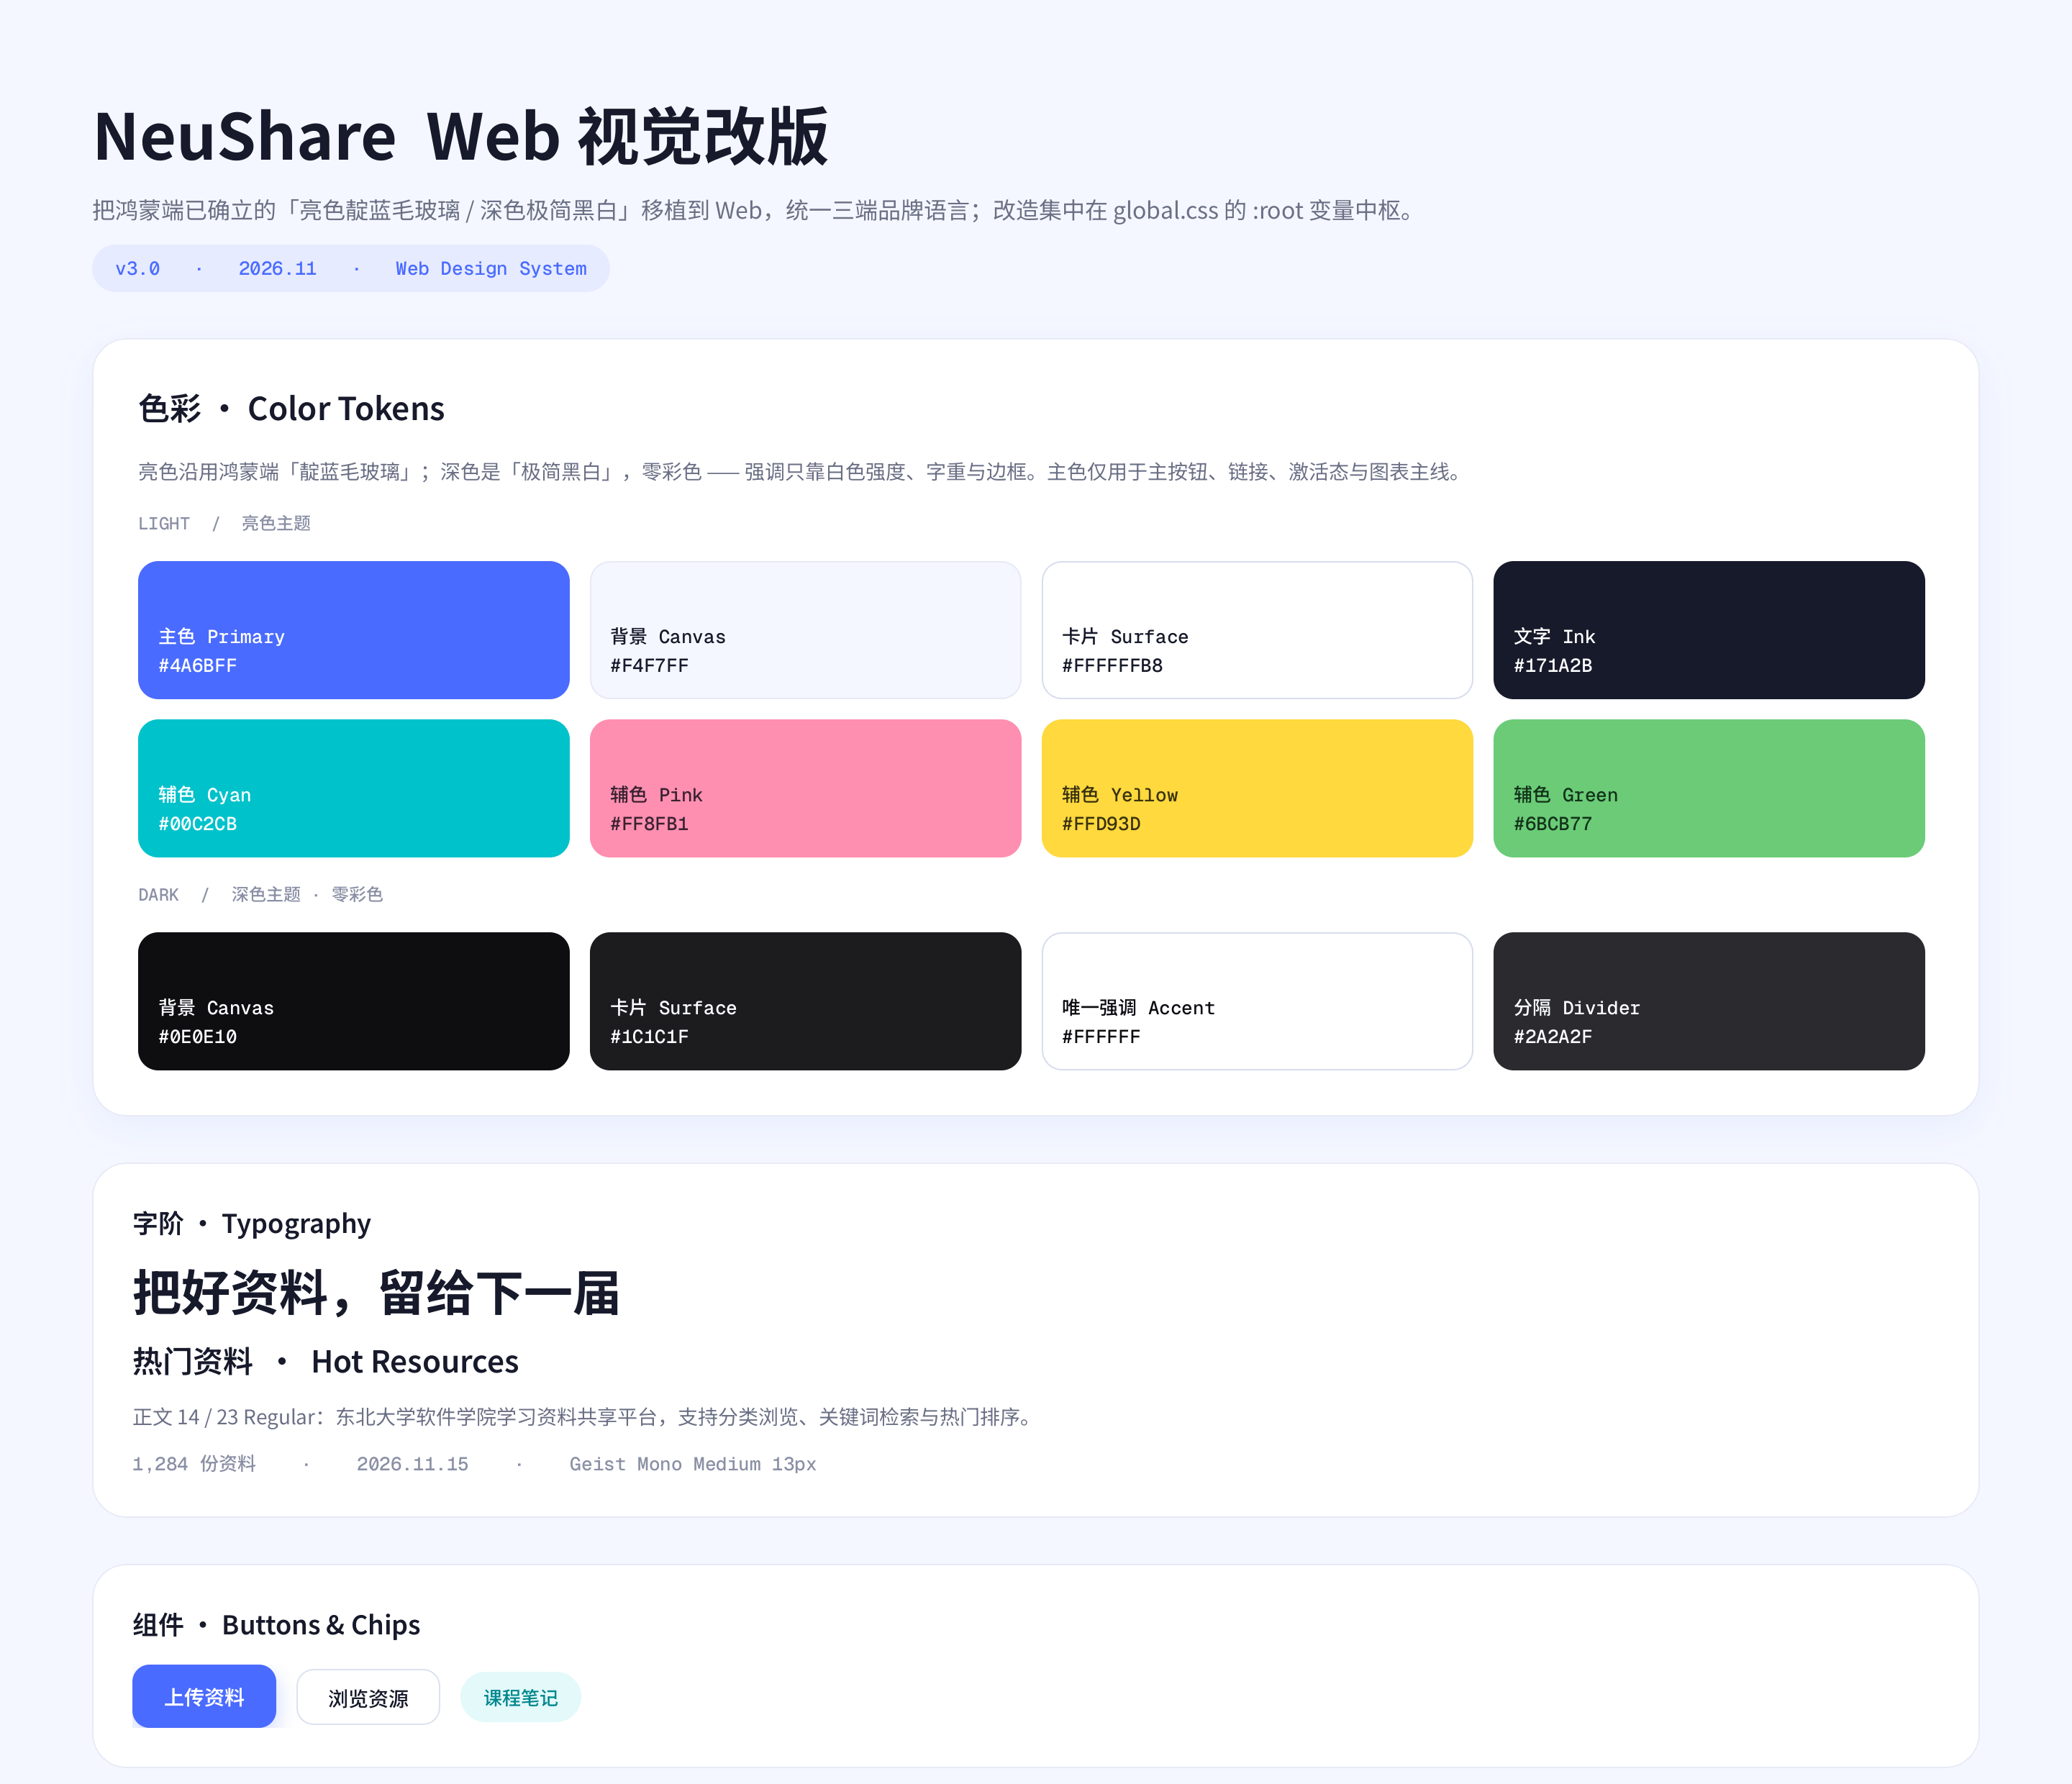 NeuShare Web 视觉改版
把鸿蒙端已确立的「亮色靛蓝毛玻璃 / 深色极简黑白」移植到 Web，统一三端品牌语言；改造集中在 global.css 的 :root 变量中枢。
v3.0 · 2026.11 · Web Design System
色彩 · Color Tokens
亮色沿用鸿蒙端「靛蓝毛玻璃」；深色是「极简黑白」，零彩色 —— 强调只靠白色强度、字重与边框。主色仅用于主按钮、链接、激活态与图表主线。
LIGHT / 亮色主题
主色 Primary
#4A6BFF
背景 Canvas
#F4F7FF
卡片 Surface
#FFFFFFB8
文字 Ink
#171A2B
辅色 Cyan
#00C2CB
辅色 Pink
#FF8FB1
辅色 Yellow
#FFD93D
辅色 Green
#6BCB77
DARK / 深色主题 · 零彩色
背景 Canvas
#0E0E10
卡片 Surface
#1C1C1F
唯一强调 Accent
#FFFFFF
分隔 Divider
#2A2A2F
字阶 · Typography
把好资料，留给下一届
热门资料 · Hot Resources
正文 14 / 23 Regular：东北大学软件学院学习资料共享平台，支持分类浏览、关键词检索与热门排序。
1,284 份资料 · 2026.11.15 · Geist Mono Medium 13px
组件 · Buttons & Chips
上传资料
浏览资源
课程笔记